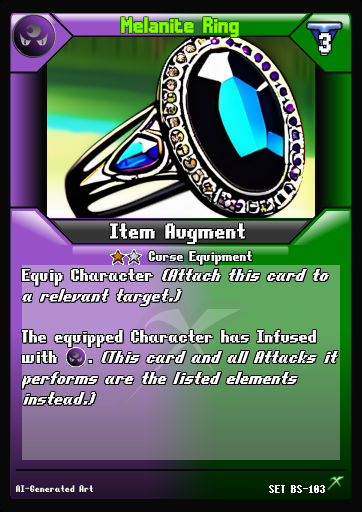 Melanite Ring
3
Item Augment
Curse Equipment
Equip Character (Attach this card to
a relevant target.)
The equipped Character has Infused
with . (This card and all Attacks it
performs are the listed elements
instead.)
AI-Generated Art
SET BS-103